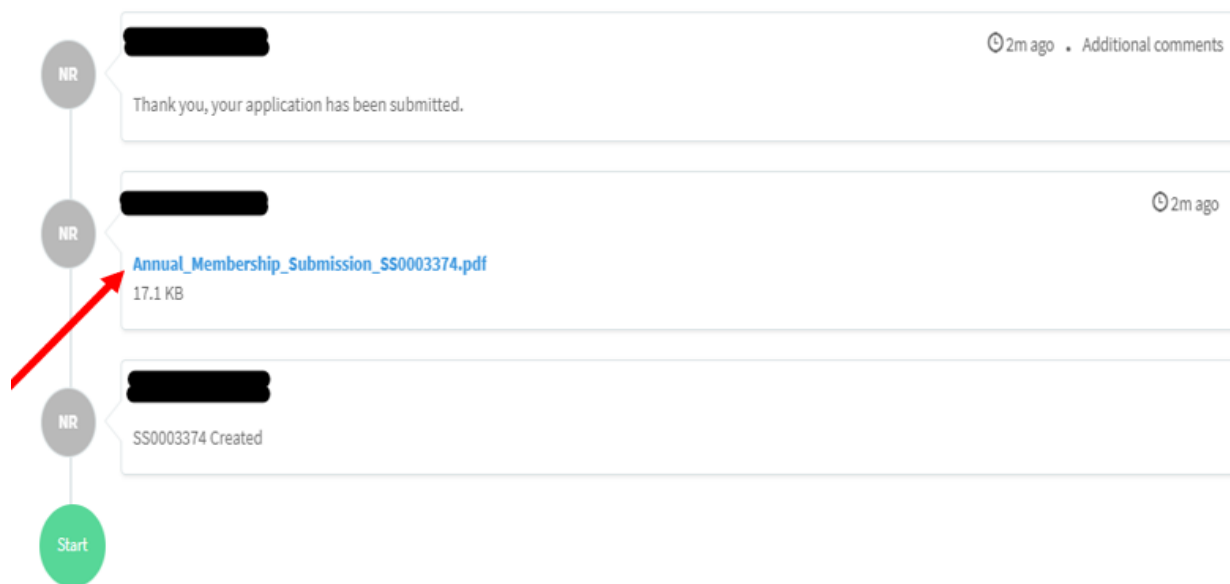 NR
2m ago . Additional comments
Thank you, your application has been submitted.
NR
2m ago
Annual_Membership_Submission_SS0003374.pdf
17.1 KB
NR
SS0003374 Created
Start